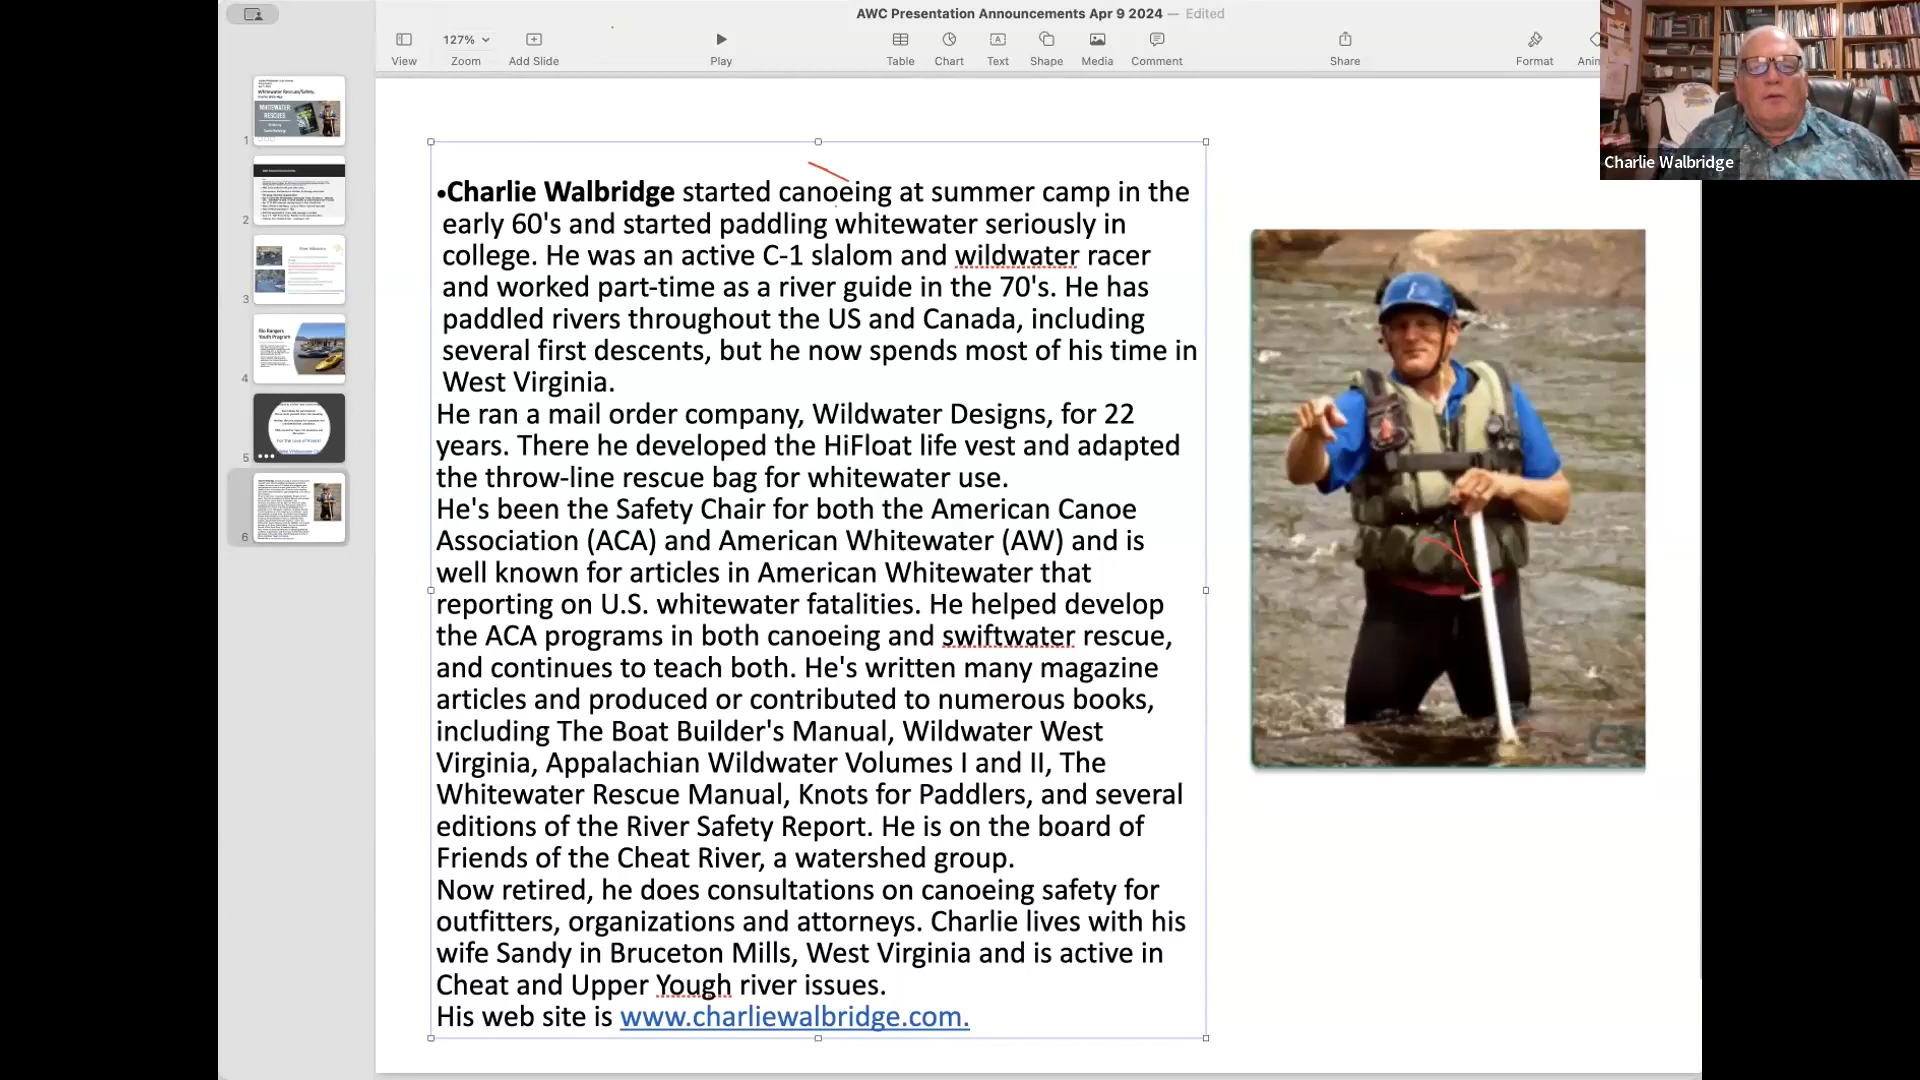 AWC Presentation Announcements Apr 9 2024 — Edited
View
127%
Zoom
Add Slide
Play
Table
Chart
Text
Shape
Media
Comment
Share
Format
Charlie Walbridge
1
WHITEWATER
RESCUES
2
3
Rio Rangers
Youth Program
4
5
6
•Charlie Walbridge started canoeing at summer camp in the
early 60's and started paddling whitewater seriously in
college. He was an active C-1 slalom and wildwater racer
and worked part-time as a river guide in the 70's. He has
paddled rivers throughout the US and Canada, including
several first descents, but he now spends most of his time in
West Virginia.
He ran a mail order company, Wildwater Designs, for 22
years. There he developed the HiFloat life vest and adapted
the throw-line rescue bag for whitewater use.
He's been the Safety Chair for both the American Canoe
Association (ACA) and American Whitewater (AW) and is
well known for articles in American Whitewater that
reporting on U.S. whitewater fatalities. He helped develop
the ACA programs in both canoeing and swiftwater rescue,
and continues to teach both. He's written many magazine
articles and produced or contributed to numerous books,
including The Boat Builder's Manual, Wildwater West
Virginia, Appalachian Wildwater Volumes I and II, The
Whitewater Rescue Manual, Knots for Paddlers, and several
editions of the River Safety Report. He is on the board of
Friends of the Cheat River, a watershed group.
Now retired, he does consultations on canoeing safety for
outfitters, organizations and attorneys. Charlie lives with his
wife Sandy in Bruceton Mills, West Virginia and is active in
Cheat and Upper Yough river issues.
His web site is www.charliewalbridge.com.